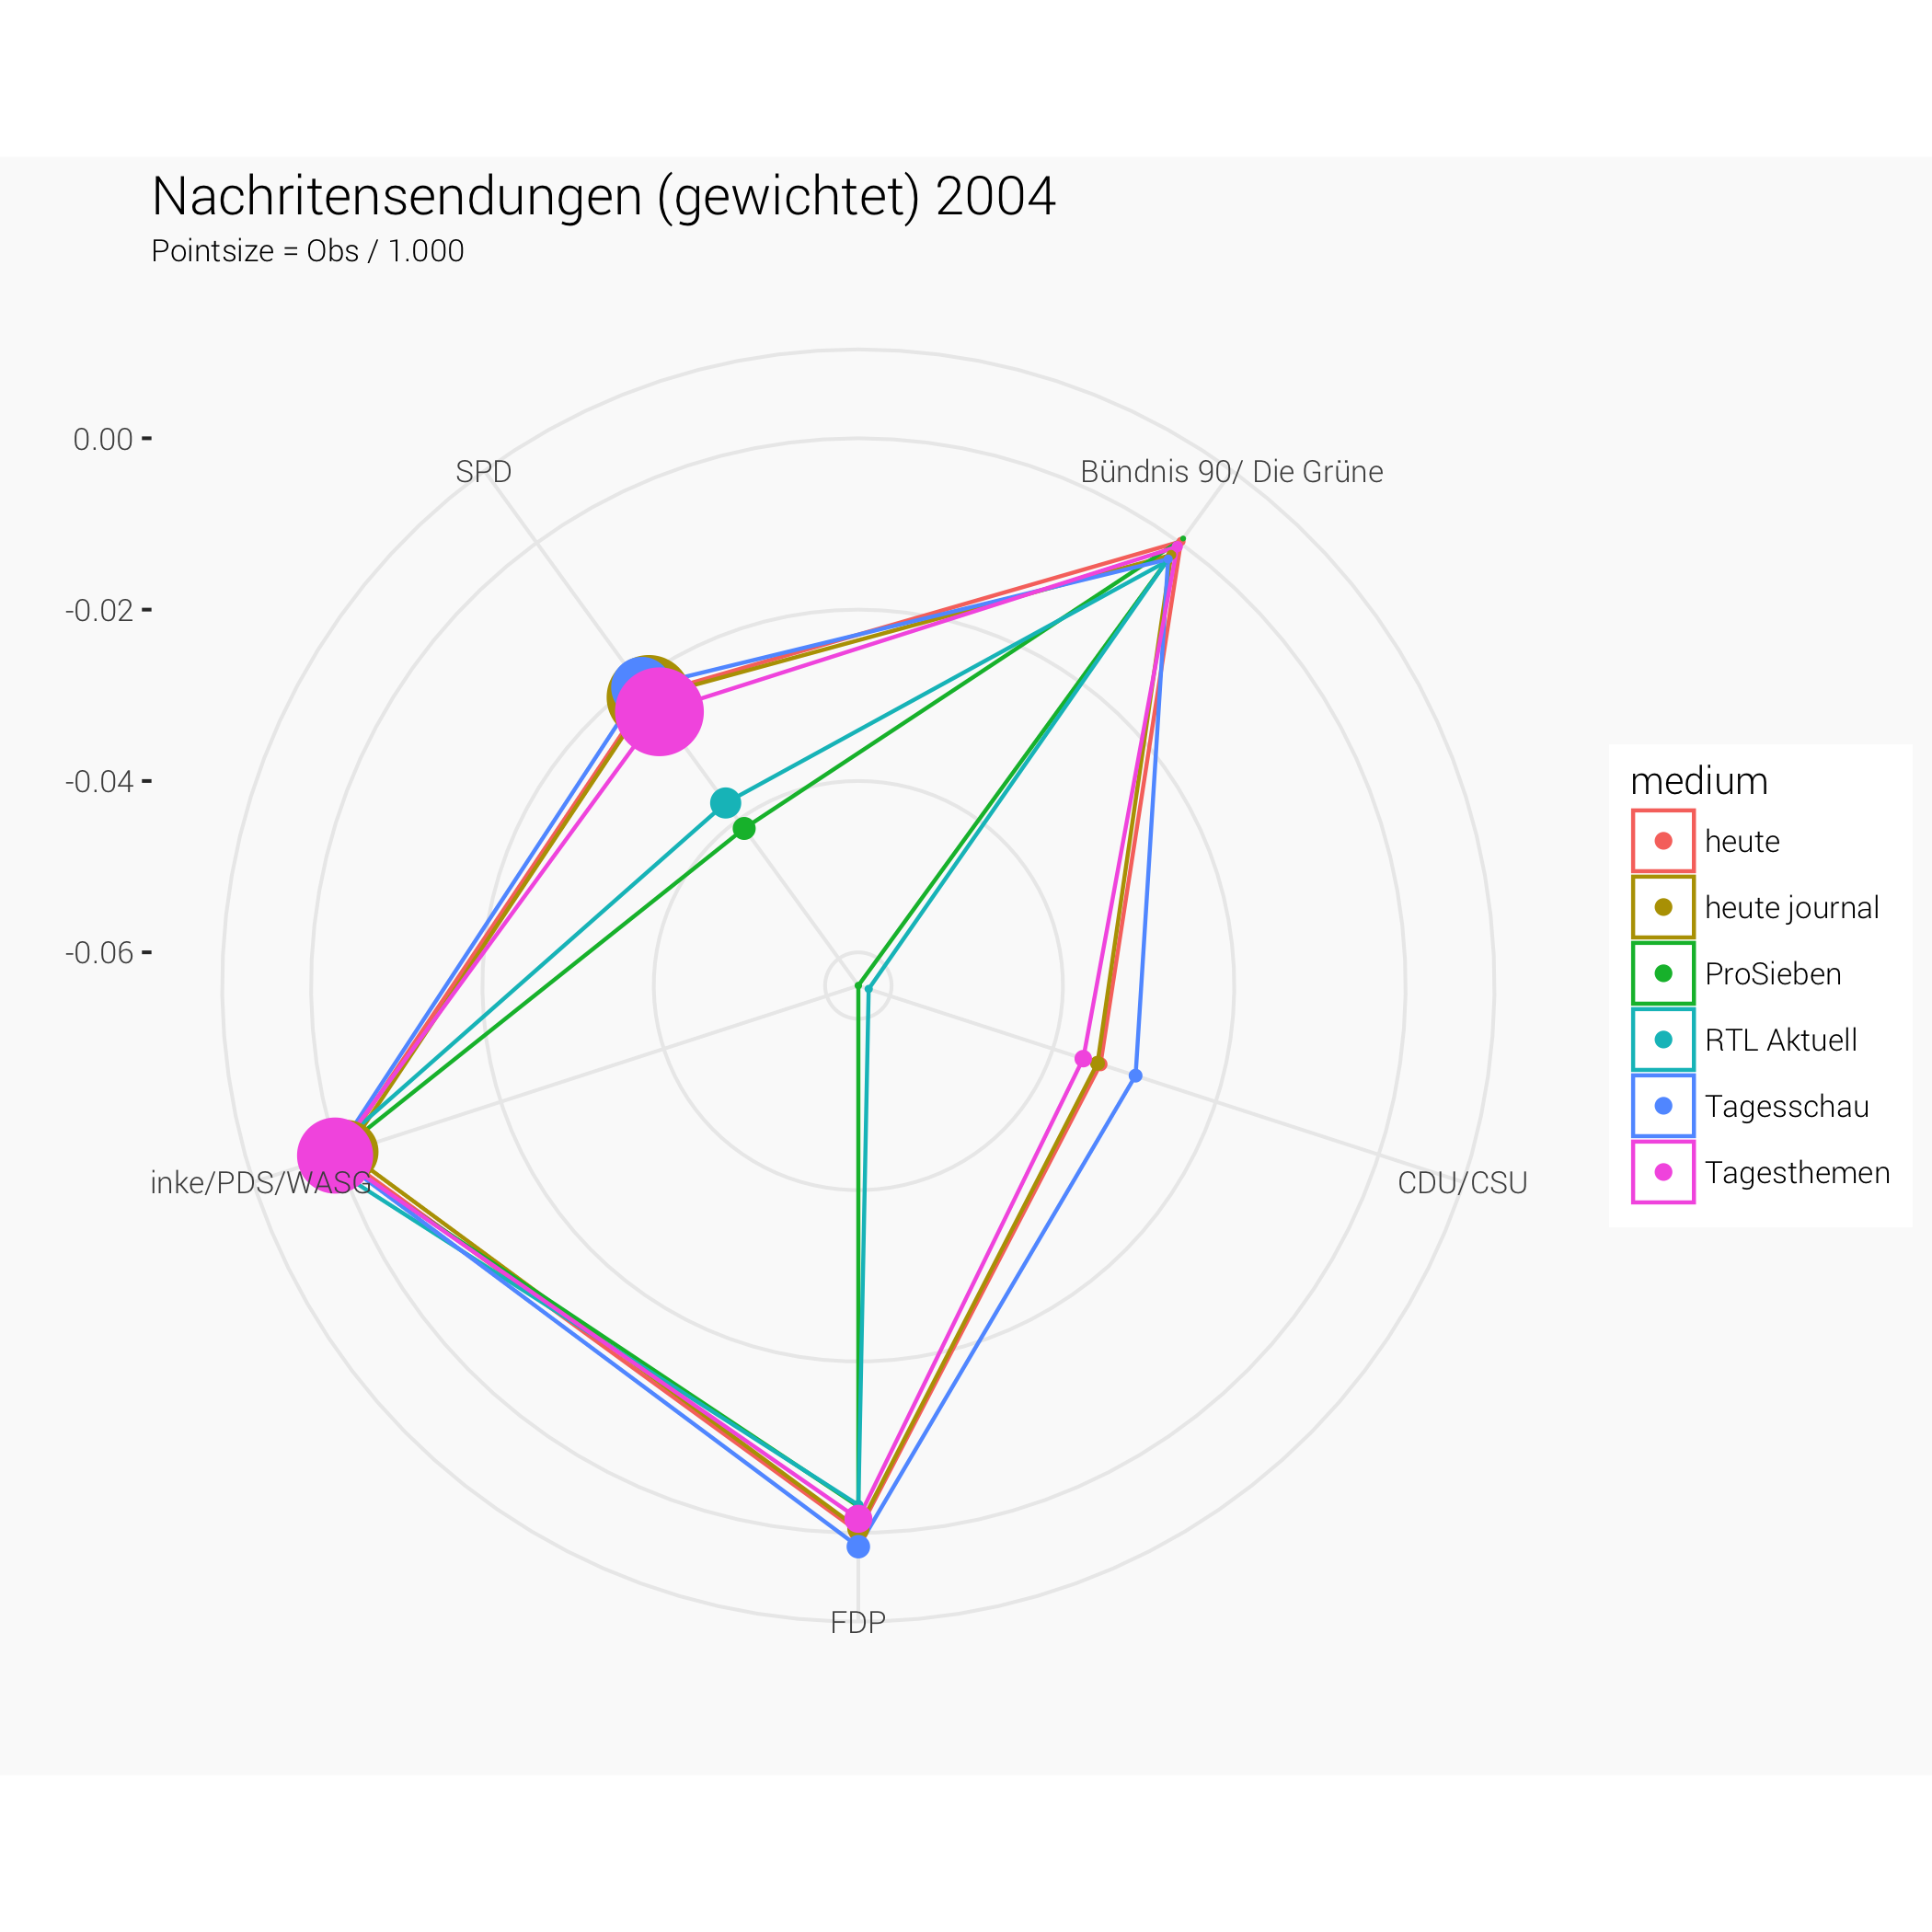 Nachritensendungen (gewichtet) 2004
Pointsize = Obs / 1.000
0.00
-0.02
-0.04
-0.06
SPD
Bündnis 90/ Die Grüne
inke/PDS/WASG
CDU/CSU
FDP
medium
heute
heute journal
ProSieben
RTL Aktuell
Tagesschau
Tagesthemen